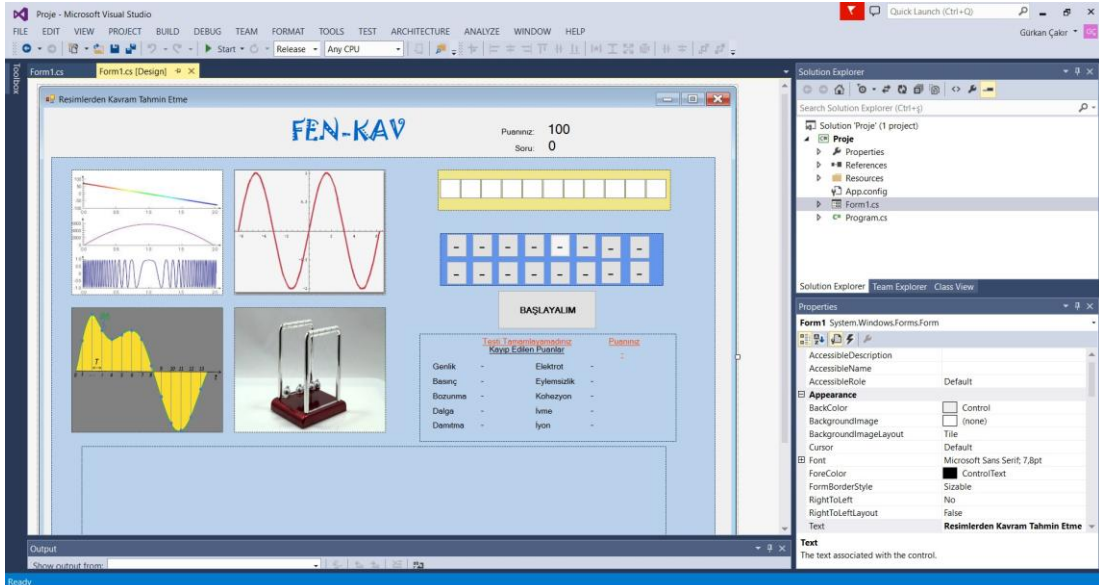 Proje - Microsoft Visual Studio
Quick Launch (Ctrl+Q)
FILE EDIT VIEW PROJECT BUILD DEBUG TEAM FORMAT TOOLS TEST ARCHITECTURE ANALYZE WINDOW HELP
Gürkan Çakır
Start Release Any CPU
Toolbox
Form1.cs Form1.cs [Design]
Resimlerden Kavram Tahmin Etme
FEN-KAV
Puanınız: 100
Soru: 0
BAŞLAYALIM
Testi Tamamlayamadınız Puanınız
Kayıp Edilen Puanlar :
Genlik - Elektrot -
Basınç - Eylemsizlik -
Bozunma - Kohezyon -
Dalga - İvme -
Damıtma - İyon -
Output
Show output from:
Ready
Solution Explorer
Search Solution Explorer (Ctrl+ş)
Solution 'Proje' (1 project)
Proje
Properties
References
Resources
App.config
Form1.cs
Program.cs
Solution Explorer Team Explorer Class View
Properties
Form1 System.Windows.Forms.Form
AccessibleDescription
AccessibleName
AccessibleRole Default
Appearance
BackColor Control
BackgroundImage (none)
BackgroundImageLayout Tile
Cursor Default
Font Microsoft Sans Serif; 7,8pt
ForeColor ControlText
FormBorderStyle Sizable
RightToLeft No
RightToLeftLayout False
Text Resimlerden Kavram Tahmin Etme
Text
The text associated with the control.